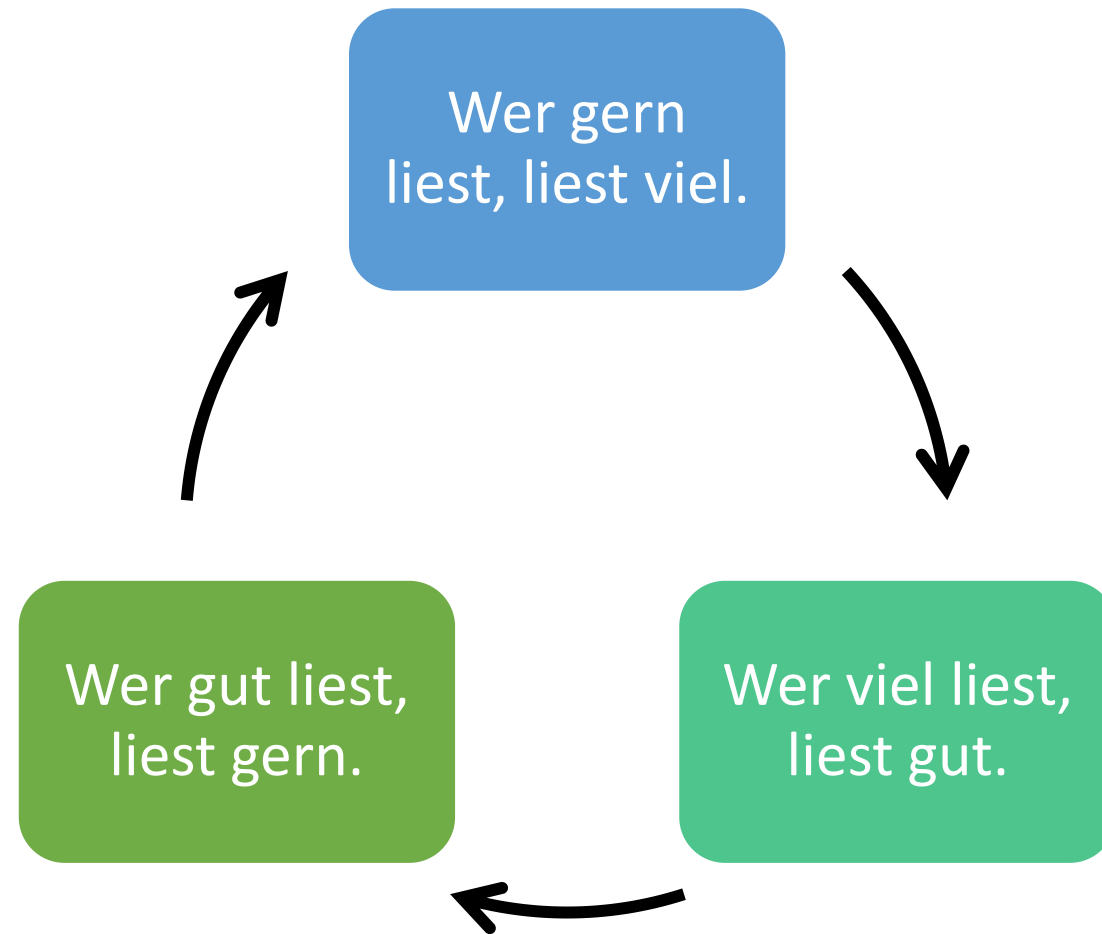 Wer gern
liest, liest viel.
Wer viel liest,
liest gut.
Wer gut liest,
liest gern.